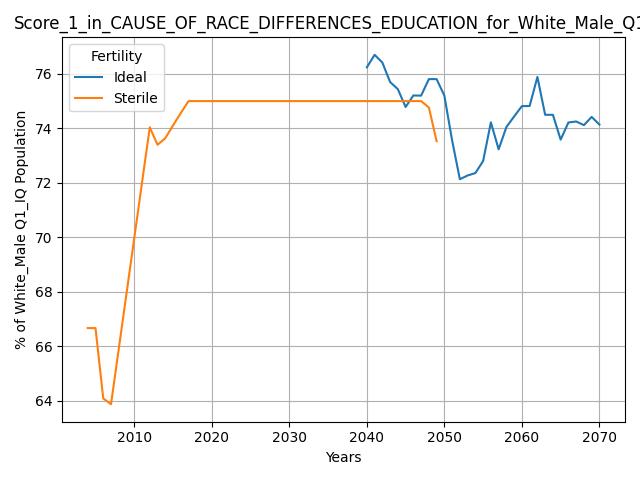 Score_1_in_CAUSE_OF_RACE_DIFFERENCES_EDUCATION_for_White_Male_Q1
Fertility
Ideal
Sterile
% of White_Male Q1_IQ Population
76
74
72
70
68
66
64
2010 2020 2030 2040 2050 2060 2070
Years